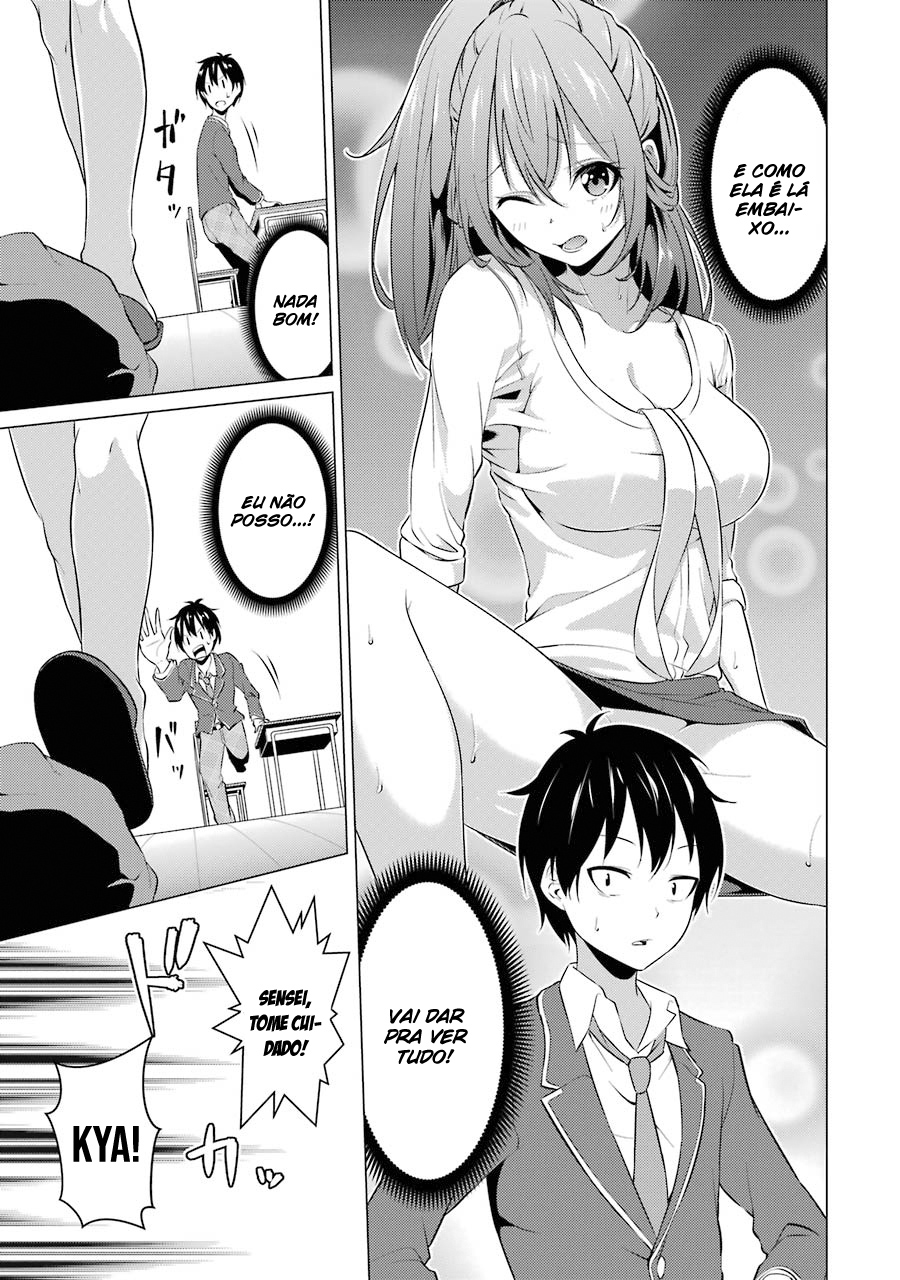 E COMO
ELA É LÁ
EMBAI-
XO...
VAI DAR
PRA VER
TUDO!
ガタッ
NADA
BOM!
EU NÃO
POSSO...!
バッ
SENSEI,
TOME CUI-
DADO!
KYA!
ガッ